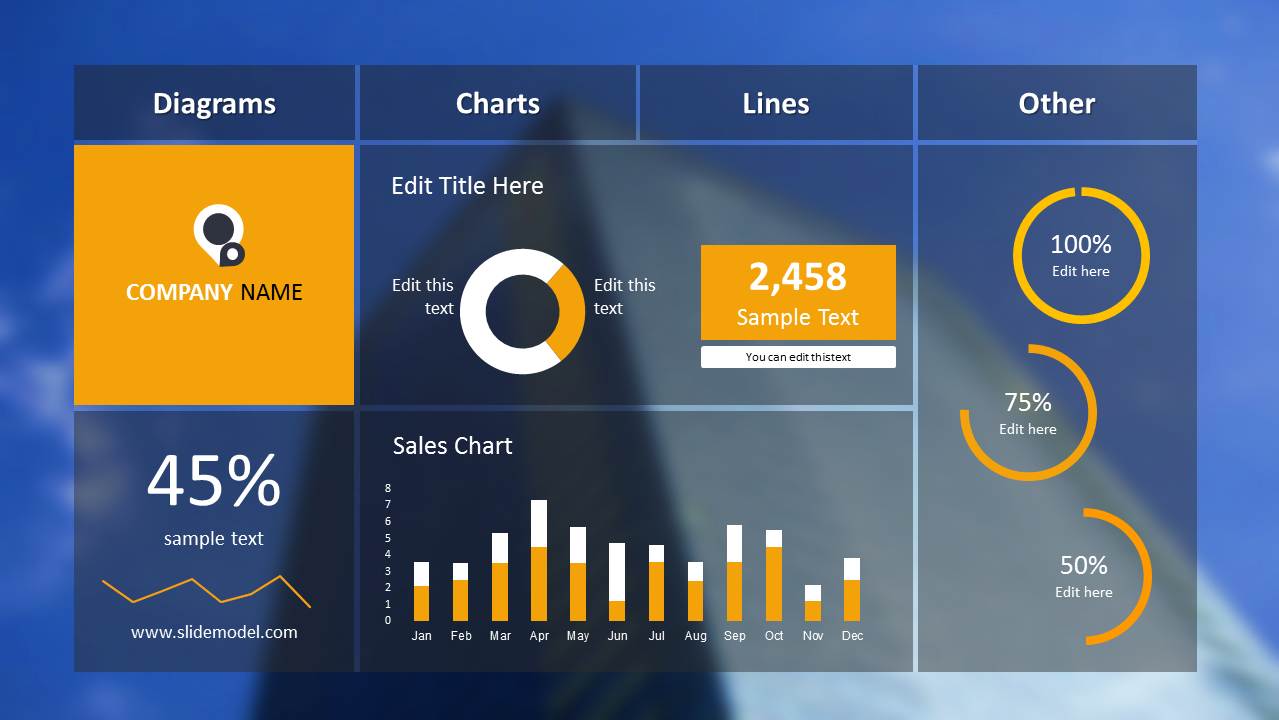 Diagrams
Charts
Lines
Other
COMPANY NAME
Edit Title Here
Edit this
text
Edit this
text
2,458
Sample Text
You can edit thistext
100%
Edit here
75%
Edit here
50%
Edit here
45%
sample text
www.slidemodel.com
Sales Chart
8
7
6
5
4
3
2
1
0
Jan Feb Mar Apr May Jun Jul Aug Sep Oct Nov Dec